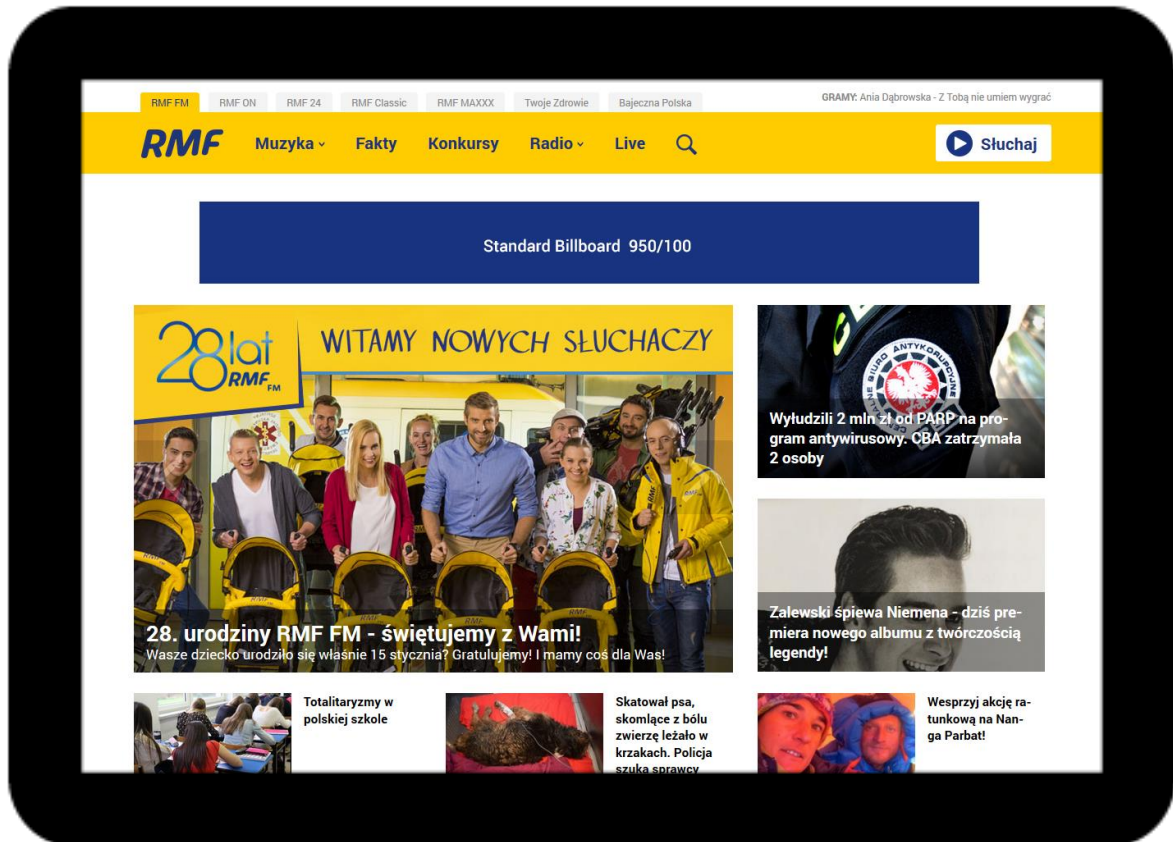 RMF FM RMF ON RMF 24 RMF Classic RMF MAXXX Twoje Zdrowie Bajeczna Polska GRAMY: Ania Dąbrowska - Z Tobą nie umiem wygrać
RMF Muzyka Fakty Konkursy Radio Live Słuchaj
Standard Billboard 950/100
28 lat
RMF FM
WITAMY NOWYCH SŁUCHACZY
28. urodziny RMF FM - świętujemy z Wami!
Wasze dziecko urodziło się właśnie 15 stycznia? Gratulujemy! I mamy coś dla Was!
ANTYKORUPCYJNE
BIURO
Wyłudzili 2 mln zł od PARP na pro-
gram antywirusowy. CBA zatrzymała
2 osoby
Zalewski śpiewa Niemena - dziś pre-
miera nowego albumu z twórczością
legendy!
Totalitaryzmy w
polskiej szkole
Skatował psa,
skomlące z bólu
zwierzę leżało w
krzakach. Policja
szuka sprawcy
Wesprzyj akcję ra-
tunkową na Nan-
ga Parbat!